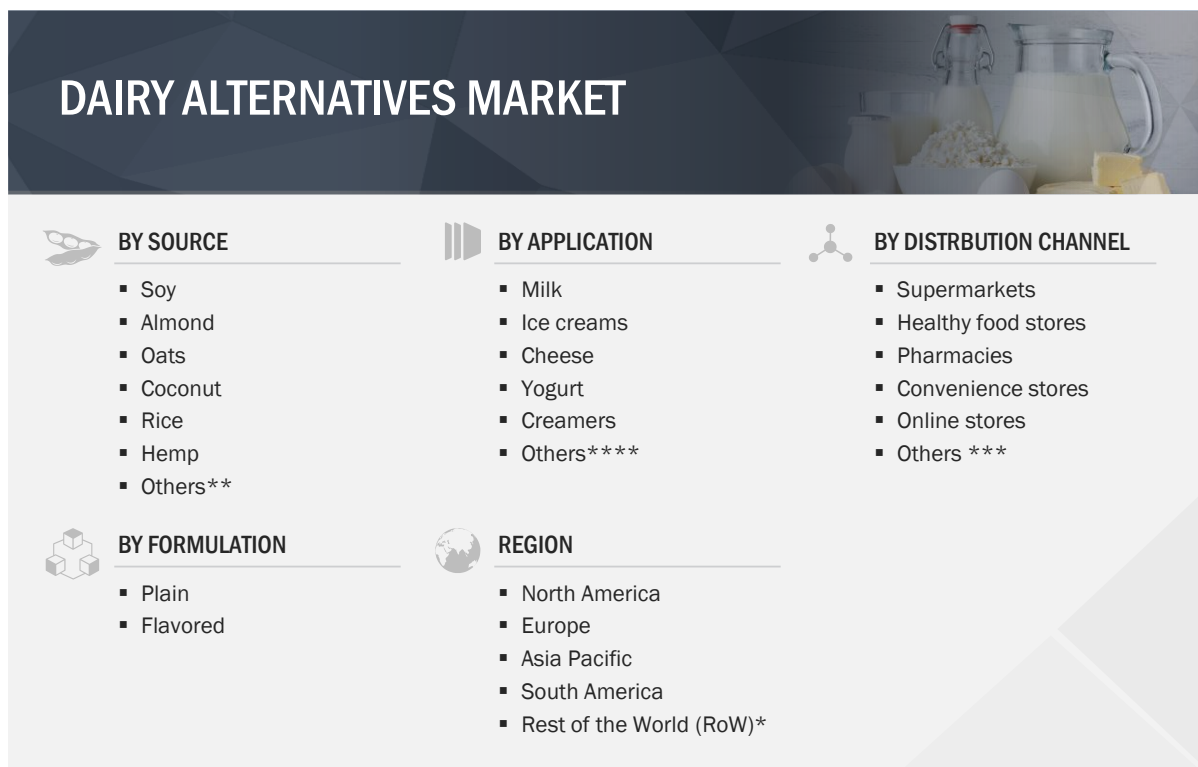 DAIRY ALTERNATIVES MARKET
BY SOURCE
▪ Soy
▪ Almond
▪ Oats
▪ Coconut
▪ Rice
▪ Hemp
▪ Others**
BY APPLICATION
▪ Milk
▪ Ice creams
▪ Cheese
▪ Yogurt
▪ Creamers
▪ Others****
BY DISTRBUTION CHANNEL
▪ Supermarkets
▪ Healthy food stores
▪ Pharmacies
▪ Convenience stores
▪ Online stores
▪ Others ***
BY FORMULATION
▪ Plain
▪ Flavored
REGION
▪ North America
▪ Europe
▪ Asia Pacific
▪ South America
▪ Rest of the World (RoW)*